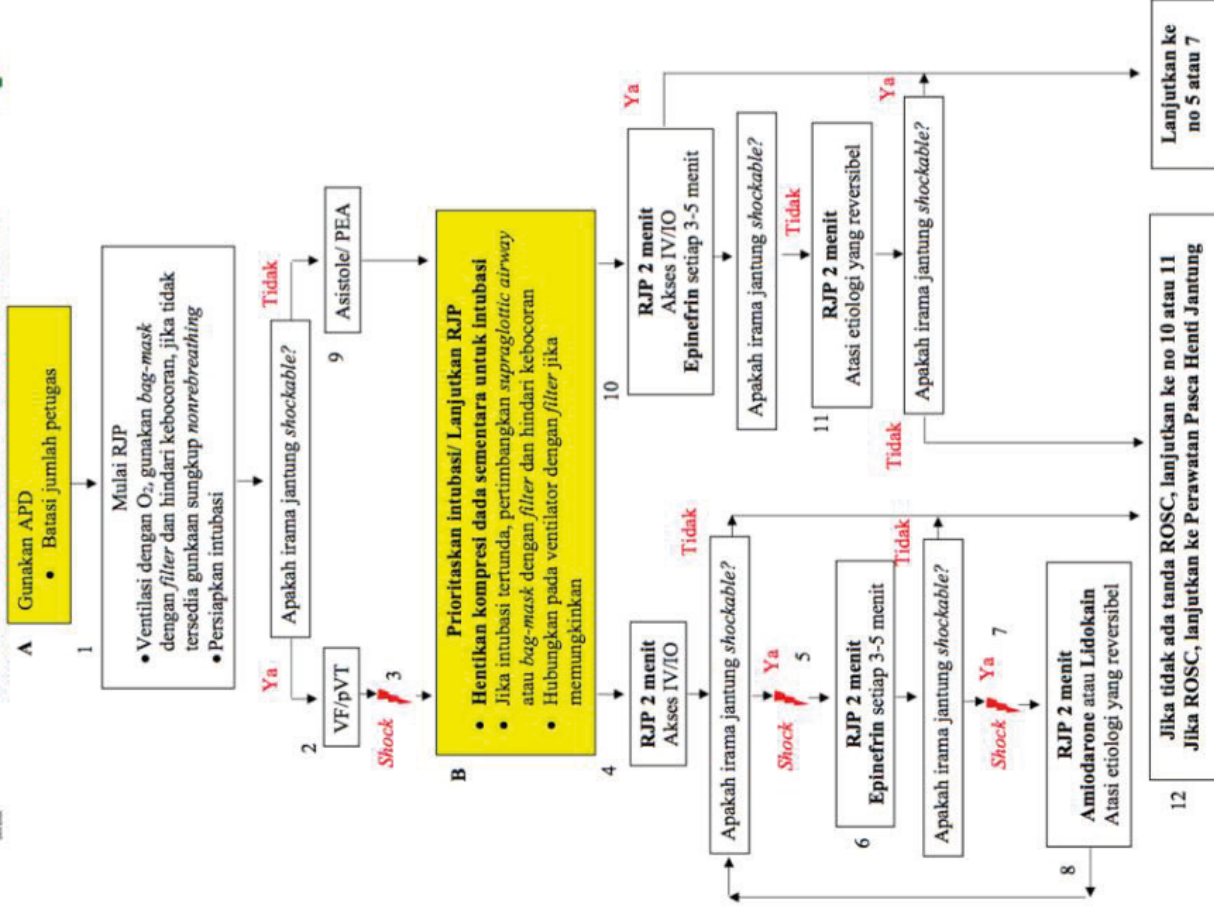 A
Gunakan APD
• Batasi jumlah petugas
1
Mulai RJP
• Ventilasi dengan O2, gunakan bag-mask
dengan filter dan hindari kebocoran, jika tidak
tersedia gunkaan sungkup nonrebreathing
• Persiapkan intubasi
Apakah irama jantung shockable?
Ya
Tidak
2
VF/pVT
9
Asistole/ PEA
Shock
3
B
Prioritaskan intubasi/ Lanjutkan RJP
• Hentikan kompresi dada sementara untuk intubasi
• Jika intubasi tertunda, pertimbangkan supraglottic airway
atau bag-mask dengan filter dan hindari kebocoran
• Hubungkan pada ventilator dengan filter jika
memungkinkan
4
RJP 2 menit
Akses IV/IO
Apakah irama jantung shockable?
Tidak
Shock
Ya
5
6
RJP 2 menit
Epinefrin setiap 3-5 menit
Apakah irama jantung shockable?
Tidak
Shock
Ya
7
8
RJP 2 menit
Amiodarone atau Lidokain
Atasi etiologi yang reversibel
10
RJP 2 menit
Akses IV/IO
Epinefrin setiap 3-5 menit
Ya
Apakah irama jantung shockable?
Tidak
11
RJP 2 menit
Atasi etiologi yang reversibel
Apakah irama jantung shockable?
Tidak
Ya
12
Jika tidak ada tanda ROSC, lanjutkan ke no 10 atau 11
Jika ROSC, lanjutkan ke Perawatan Pasca Henti Jantung
Lanjutkan ke
no 5 atau 7